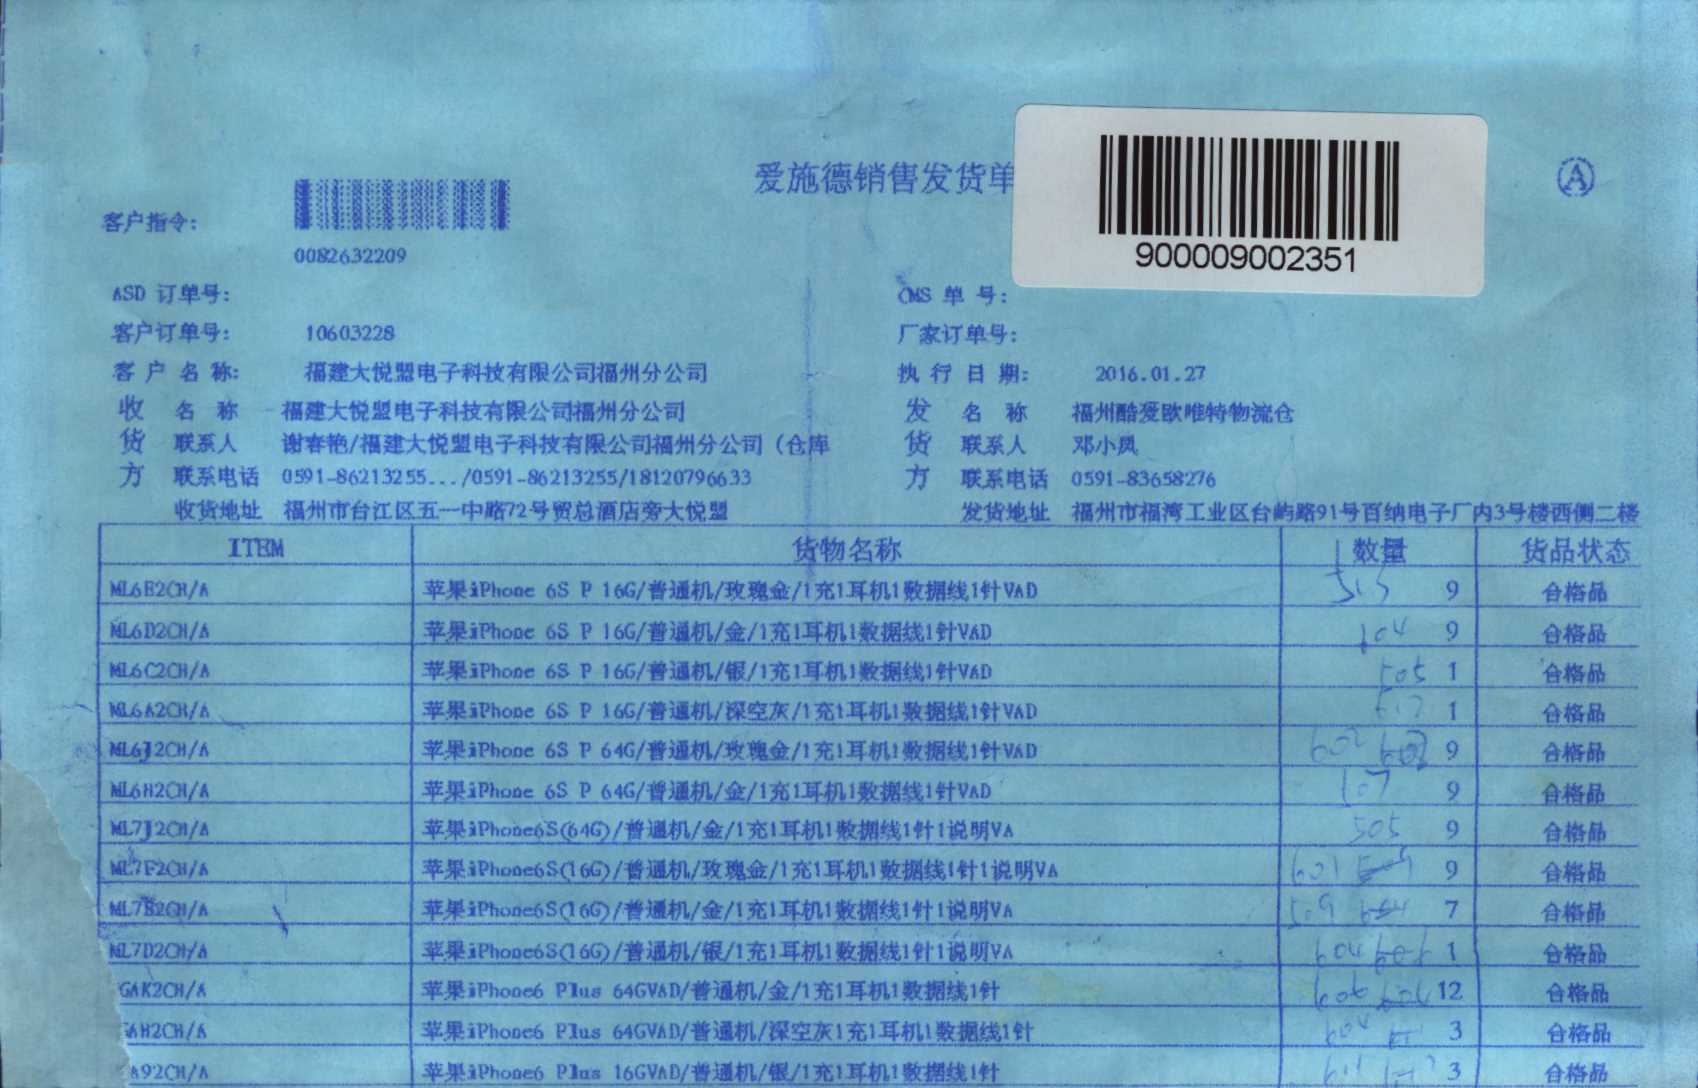 爱施德销售发货单
A
900009002351
客户指令:
0082632209
ASD 订单号:
CMS 单 号:
客户订单号: 10603228
厂家订单号:
客 户 名 称: 福建大悦盟电子科技有限公司福州分公司
执 行 日 期: 2016.01.27
收 名 称 福建大悦盟电子科技有限公司福州分公司
发 名 称 福州酷爱欧唯特物流仓
货 联系人 谢春艳/福建大悦盟电子科技有限公司福州分公司 (仓库
货 联系人 邓小凤
方 联系电话 0591-86213255.../0591-86213255/18120796633
方 联系电话 0591-83658276
收货地址 福州市台江区五一中路72号贸总酒店旁大悦盟
发货地址 福州市福湾工业区台屿路91号百纳电子厂内3号楼西侧二楼
ITEM 货物名称 数量 货品状态
ML6E2CH/A 苹果iPhone 6S P 16G/普通机/玫瑰金/1充1耳机1数据线1针VAD 9 合格品
ML6D2CH/A 苹果iPhone 6S P 16G/普通机/金/1充1耳机1数据线1针VAD 104 9 合格品
ML6C2CH/A 苹果iPhone 6S P 16G/普通机/银/1充1耳机1数据线1针VAD 505 1 合格品
ML6A2CH/A 苹果iPhone 6S P 16G/普通机/深空灰/1充1耳机1数据线1针VAD 1 合格品
ML6J2CH/A 苹果iPhone 6S P 64G/普通机/玫瑰金/1充1耳机1数据线1针VAD 602 9 合格品
ML6H2CH/A 苹果iPhone 6S P 64G/普通机/金/1充1耳机1数据线1针VAD 107 9 合格品
ML7J2CH/A 苹果iPhone6S(64G)/普通机/金/1充1耳机1数据线1针1说明VA 505 9 合格品
ML7F2CH/A 苹果iPhone6S(16G)/普通机/玫瑰金/1充1耳机1数据线1针1说明VA 601 9 合格品
ML7E2CH/A 苹果iPhone6S(16G)/普通机/金/1充1耳机1数据线1针1说明VA 509 7 合格品
ML7D2CH/A 苹果iPhone6S(16G)/普通机/银/1充1耳机1数据线1针1说明VA 604 1 合格品
GAK2CH/A 苹果iPhone6 Plus 64GVAD/普通机/金/1充1耳机1数据线1针 606 12 合格品
AH2CH/A 苹果iPhone6 Plus 64GVAD/普通机/深空灰1充1耳机1数据线1针 604 3 合格品
A92CH/A 苹果iPhone6 Plus 16GVAD/普通机/银/1充1耳机1数据线1针 3 合格品